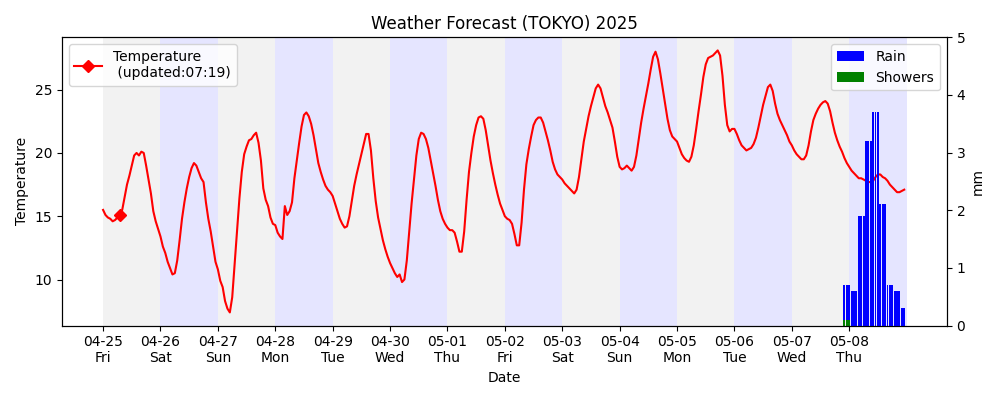 Weather Forecast (TOKYO) 2025
Temperature
(updated:07:19)
Rain
Showers
Temperature
25
20
15
10
5
4
3
2
1
0
mm
04-25 04-26 04-27 04-28 04-29 04-30 05-01 05-02 05-03 05-04 05-05 05-06 05-07 05-08
Fri Sat Sun Mon Tue Wed Thu Fri Sat Sun Mon Tue Wed Thu
Date